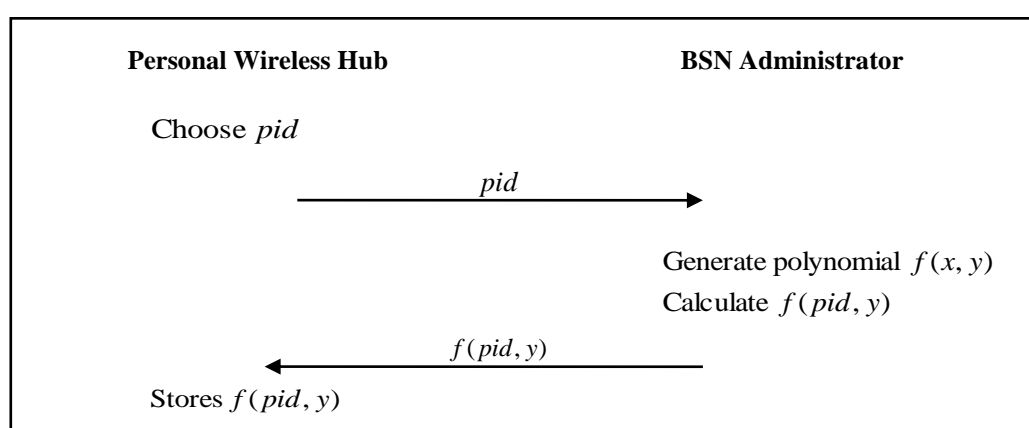 Personal Wireless Hub BSN Administrator
Choose pid
pid
Generate polynomial f(x, y)
Calculate f(pid, y)
f(pid, y)
Stores f(pid, y)